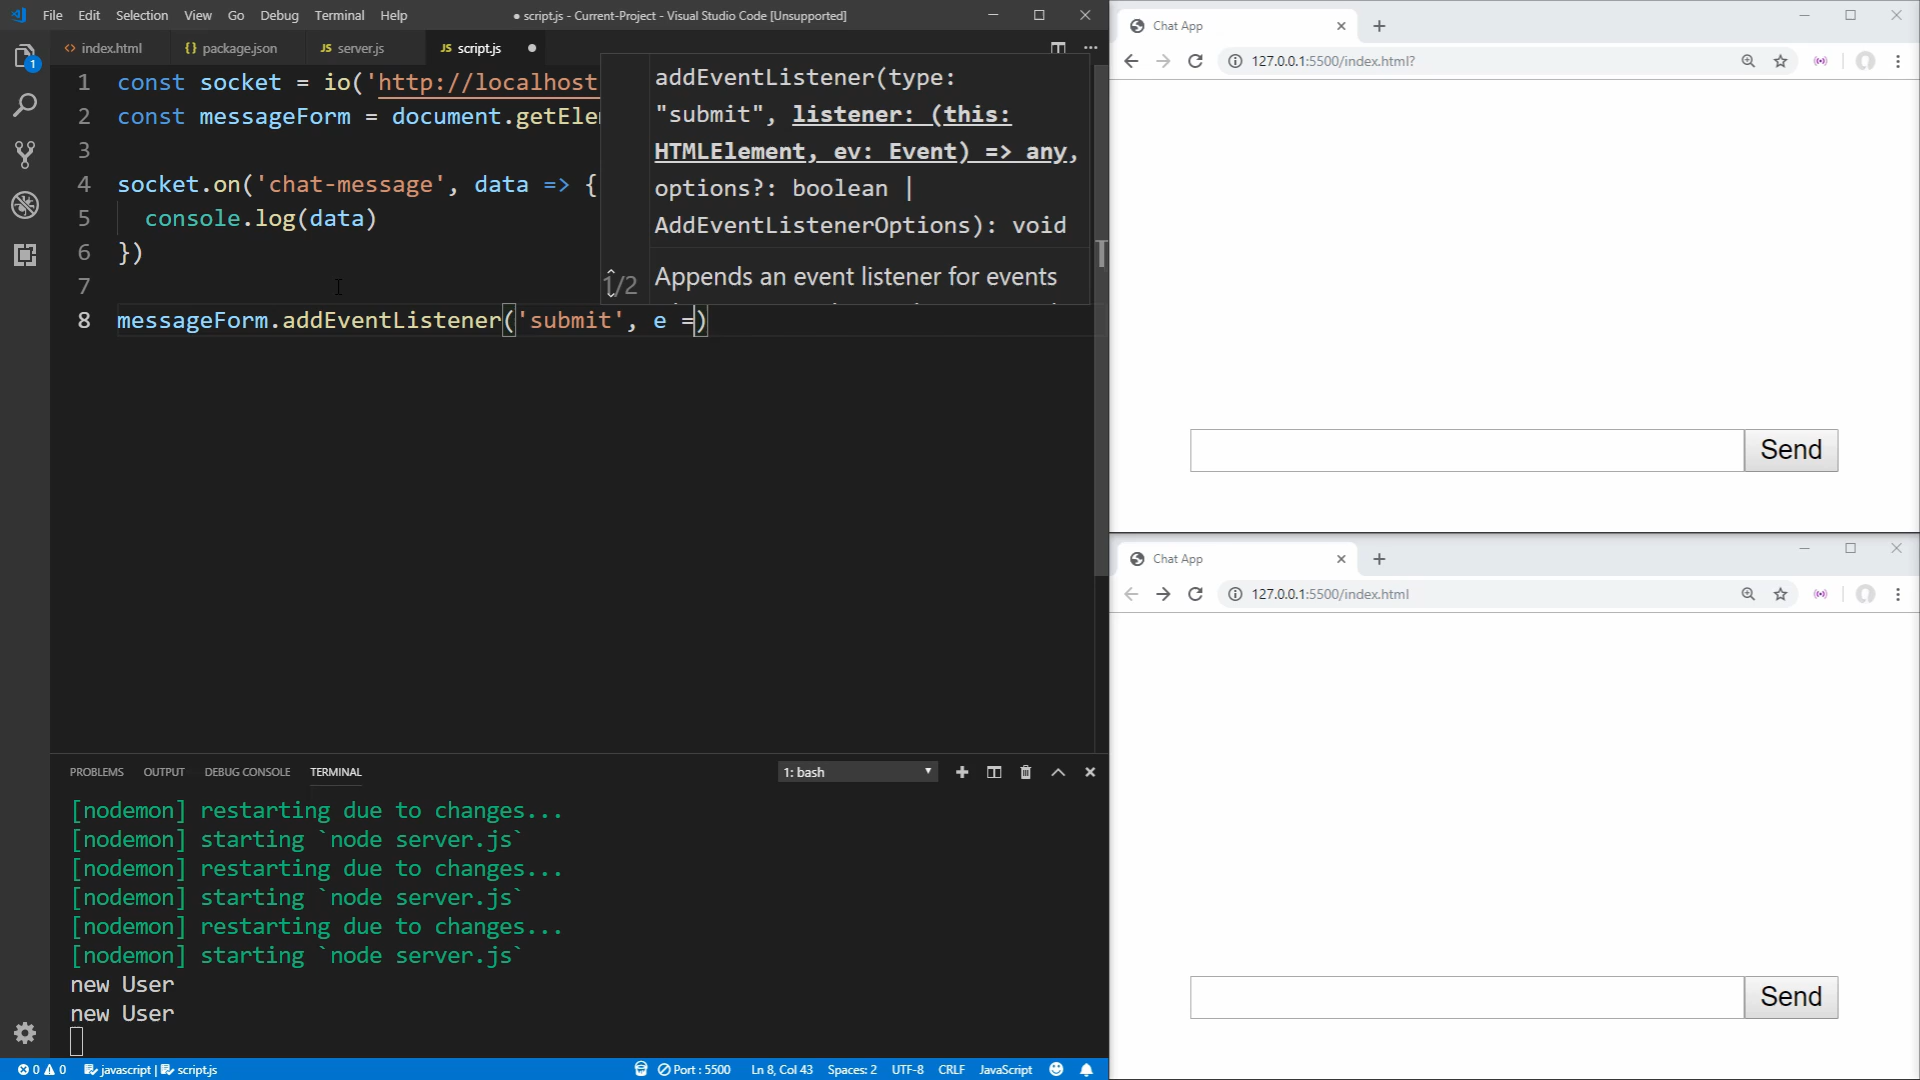 File Edit Selection View Go Debug Terminal Help
● script.js - Current-Project - Visual Studio Code [Unsupported]
<> index.html {} package.json JS server.js JS script.js ●
1 const socket = io('http://localhost
2 const messageForm = document.getEle
3
4 socket.on('chat-message', data => {
5 console.log(data)
6 })
7
8 messageForm.addEventListener('submit', e =)
addEventListener(type:
"submit", listener: (this:
HTMLElement, ev: Event) => any,
options?: boolean |
AddEventListenerOptions): void
1/2
Appends an event listener for events
PROBLEMS OUTPUT DEBUG CONSOLE TERMINAL
1: bash
[nodemon] restarting due to changes...
[nodemon] starting `node server.js`
[nodemon] restarting due to changes...
[nodemon] starting `node server.js`
[nodemon] restarting due to changes...
[nodemon] starting `node server.js`
new User
new User
1
0 0 javascript | script.js
Port : 5500 Ln 8, Col 43 Spaces: 2 UTF-8 CRLF JavaScript
Chat App
127.0.0.1:5500/index.html?
Send
Chat App
127.0.0.1:5500/index.html
Send